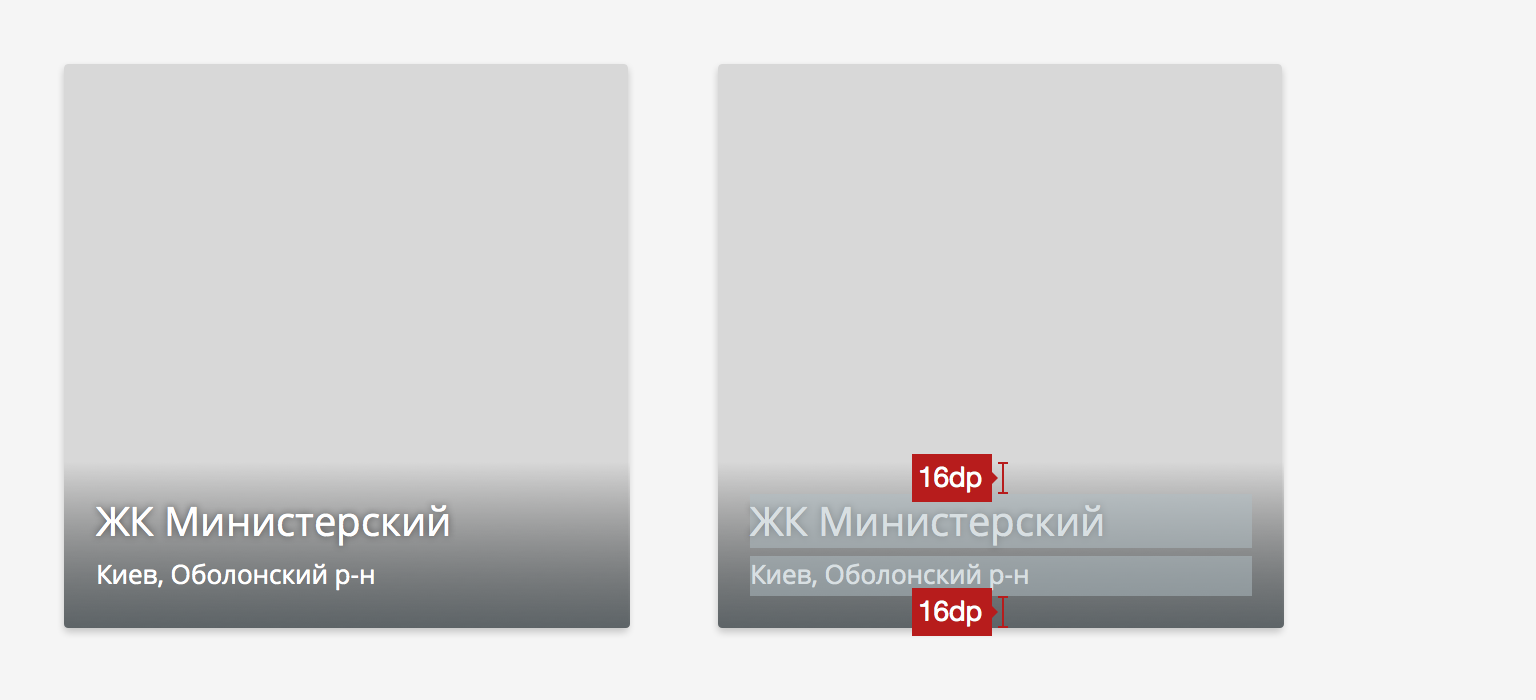 ЖК Министерский
Киев, Оболонский р-н
16dp
ЖК Министерский
Киев, Оболонский р-н
16dp